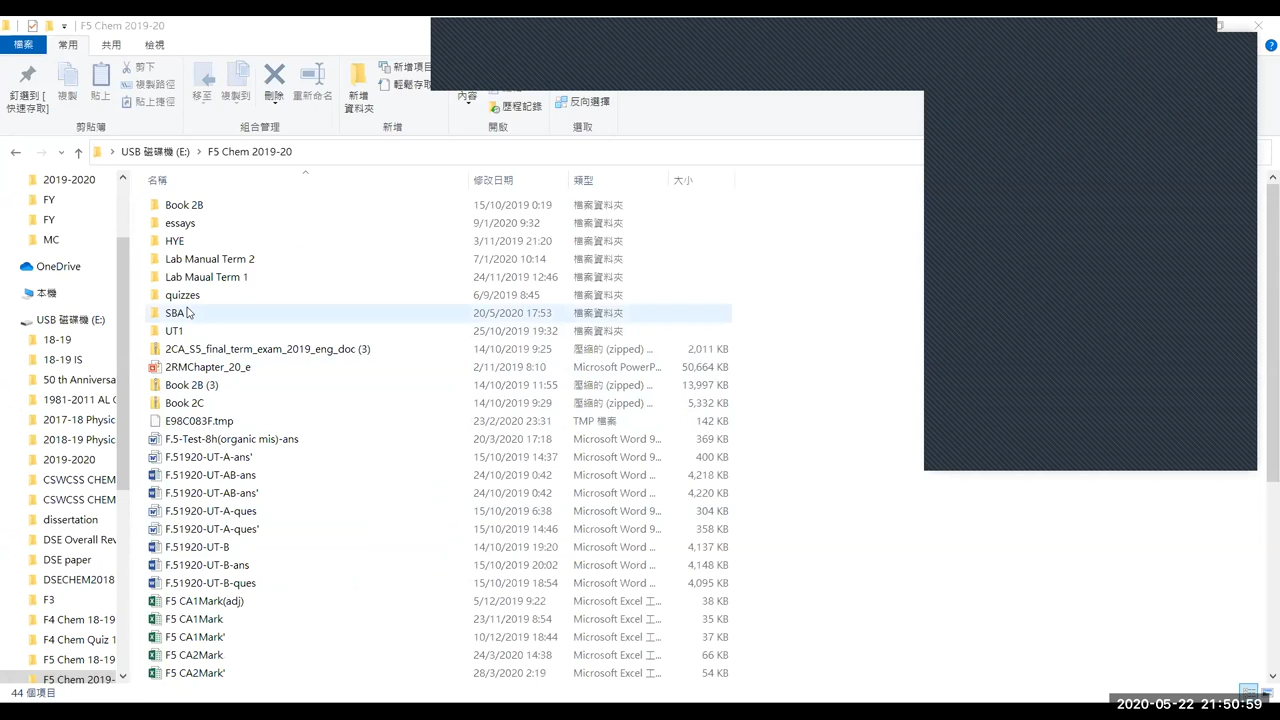 F5 Chem 2019-20
檔案 常用 共用 檢視
釘選到 [
快速存取]
複製
貼上
剪下
複製路徑
貼上捷徑
剪貼簿
移至
複製到
刪除
重新命名
組合管理
新增
資料夾
新增項目
輕鬆存取
新增
內容
歷程記錄
開啟
反向選擇
選取
USB 磁碟機 (E:) > F5 Chem 2019-20
2019-2020
FY
FY
MC
OneDrive
本機
USB 磁碟機 (E:)
18-19
18-19 IS
50 th Anniversa
1981-2011 AL C
2017-18 Physic
2018-19 Physic
2019-2020
CSWCSS CHEM
CSWCSS CHEM
dissertation
DSE Overall Rev
DSE paper
DSECHEM2018
F3
F4 Chem 18-19
F4 Chem Quiz 1
F5 Chem 18-19
F5 Chem 2019-
名稱 修改日期 類型 大小
Book 2B 15/10/2019 0:19 檔案資料夾
essays 9/1/2020 9:32 檔案資料夾
HYE 3/11/2019 21:20 檔案資料夾
Lab Manual Term 2 7/1/2020 10:14 檔案資料夾
Lab Maual Term 1 24/11/2019 12:46 檔案資料夾
quizzes 6/9/2019 8:45 檔案資料夾
SBA 20/5/2020 17:53 檔案資料夾
UT1 25/10/2019 19:32 檔案資料夾
2CA_S5_final_term_exam_2019_eng_doc (3) 14/10/2019 9:25 壓縮的 (zipped) ... 2,011 KB
2RMChapter_20_e 2/11/2019 8:10 Microsoft PowerP... 50,664 KB
Book 2B (3) 14/10/2019 11:55 壓縮的 (zipped) ... 13,997 KB
Book 2C 14/10/2019 9:29 壓縮的 (zipped) ... 5,332 KB
E98C083F.tmp 23/2/2020 23:31 TMP 檔案 142 KB
F.5-Test-8h(organic mis)-ans 20/3/2020 17:18 Microsoft Word 9... 369 KB
F.51920-UT-A-ans' 15/10/2019 14:37 Microsoft Word 9... 400 KB
F.51920-UT-AB-ans 24/10/2019 0:42 Microsoft Word ... 4,218 KB
F.51920-UT-AB-ans' 24/10/2019 0:42 Microsoft Word ... 4,220 KB
F.51920-UT-A-ques 15/10/2019 6:38 Microsoft Word 9... 304 KB
F.51920-UT-A-ques' 15/10/2019 14:46 Microsoft Word 9... 358 KB
F.51920-UT-B 14/10/2019 19:20 Microsoft Word ... 4,137 KB
F.51920-UT-B-ans 15/10/2019 20:02 Microsoft Word ... 4,148 KB
F.51920-UT-B-ques 15/10/2019 18:54 Microsoft Word ... 4,095 KB
F5 CA1Mark(adj) 5/12/2019 9:22 Microsoft Excel 工... 38 KB
F5 CA1Mark 23/11/2019 8:54 Microsoft Excel 工... 35 KB
F5 CA1Mark' 10/12/2019 18:44 Microsoft Excel 工... 37 KB
F5 CA2Mark 24/3/2020 14:38 Microsoft Excel 工... 66 KB
F5 CA2Mark' 28/3/2020 2:19 Microsoft Excel 工... 54 KB
44 個項目
2020-05-22 21:50:59